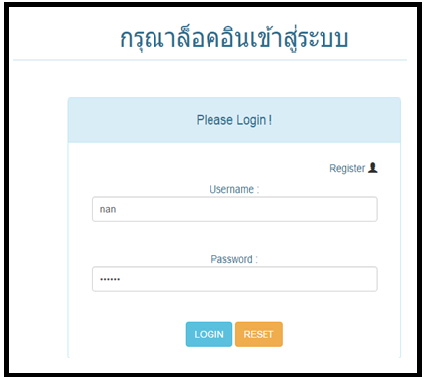 กรุณาล็อคอินเข้าสู่ระบบ
Please Login !
Register
Username :
nan
Password :
••••••
LOGIN RESET